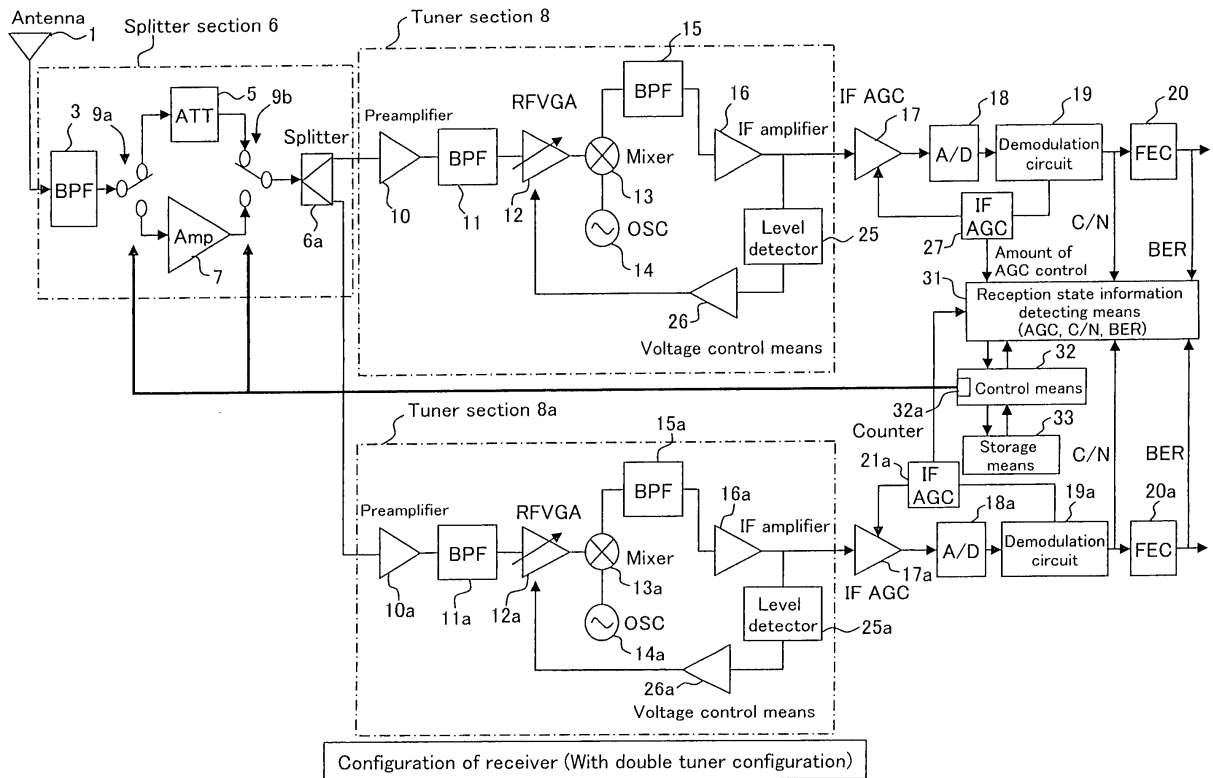 Antenna
1
Splitter section 6
3
BPF
9a
5
ATT
9b
Amp
7
Splitter
6a
Tuner section 8
Preamplifier
10
BPF
11
RFVGA
12
15
BPF
Mixer
13
OSC
14
16
IF amplifier
Level
detector
25
26
Voltage control means
IF AGC
17
18
A/D
19
Demodulation
circuit
20
FEC
IF
AGC
27
C/N
BER
Amount of
AGC control
31
Reception state information
detecting means
(AGC, C/N, BER)
32
Control means
32a
Counter
33
Storage
means
C/N
BER
Tuner section 8a
Preamplifier
10a
BPF
11a
RFVGA
12a
15a
BPF
Mixer
13a
OSC
14a
16a
IF amplifier
Level
detector
25a
26a
Voltage control means
21a
IF
AGC
17a
IF AGC
18a
A/D
19a
Demodulation
circuit
20a
FEC
Configuration of receiver (With double tuner configuration)